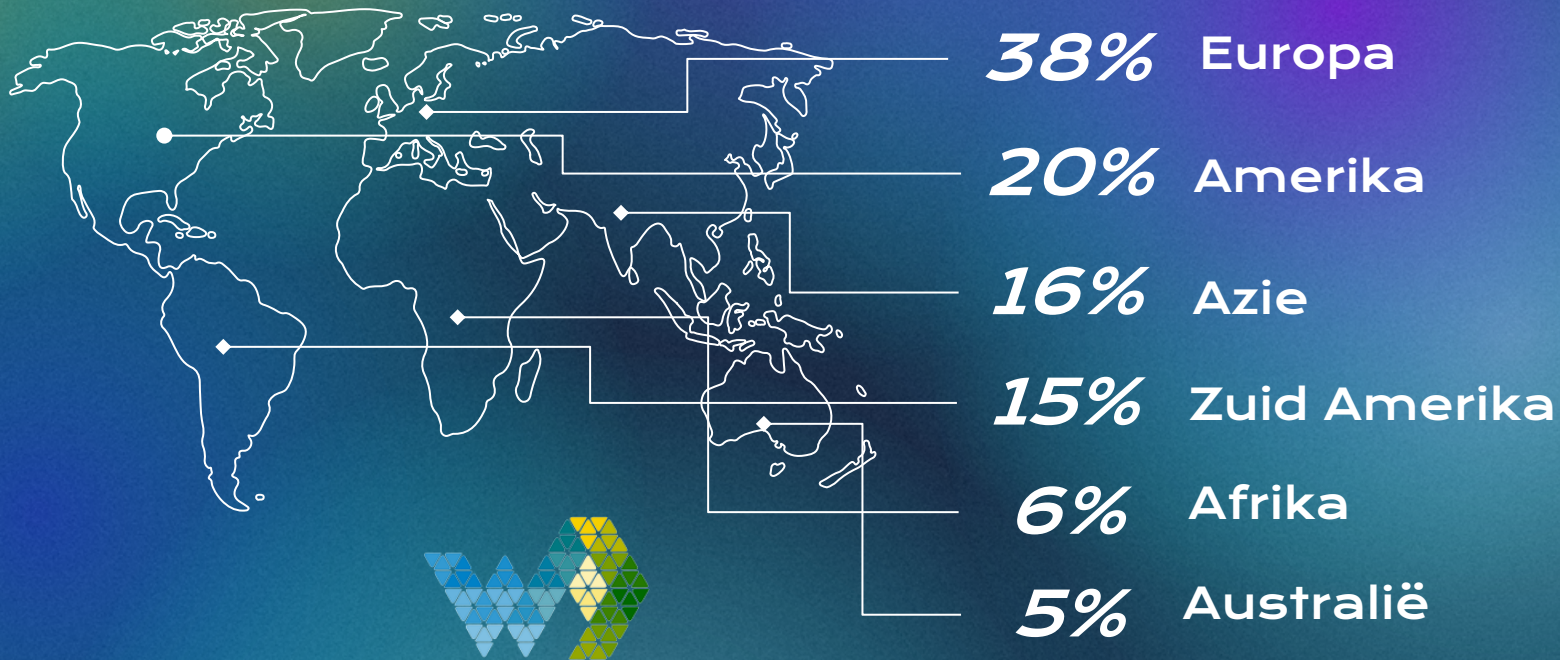 38% Europa
20% Amerika
16% Azie
15% Zuid Amerika
6% Afrika
5% Australië